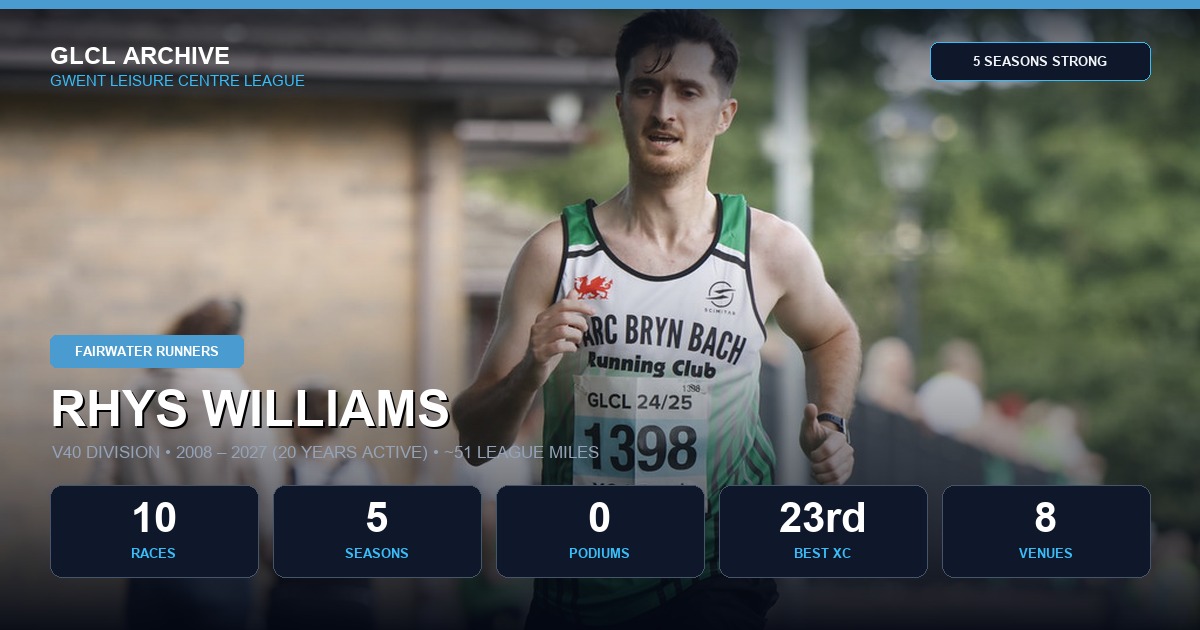 GLCL ARCHIVE
GWENT LEISURE CENTRE LEAGUE
5 SEASONS STRONG
SCIMITAR
ARC BRYN BACH
Running Club
1398
GLCL 24/25
1398
FAIRWATER RUNNERS
RHYS WILLIAMS
V40 DIVISION • 2008 – 2027 (20 YEARS ACTIVE) • ~51 LEAGUE MILES
10
RACES
5
SEASONS
0
PODIUMS
23rd
BEST XC
8
VENUES